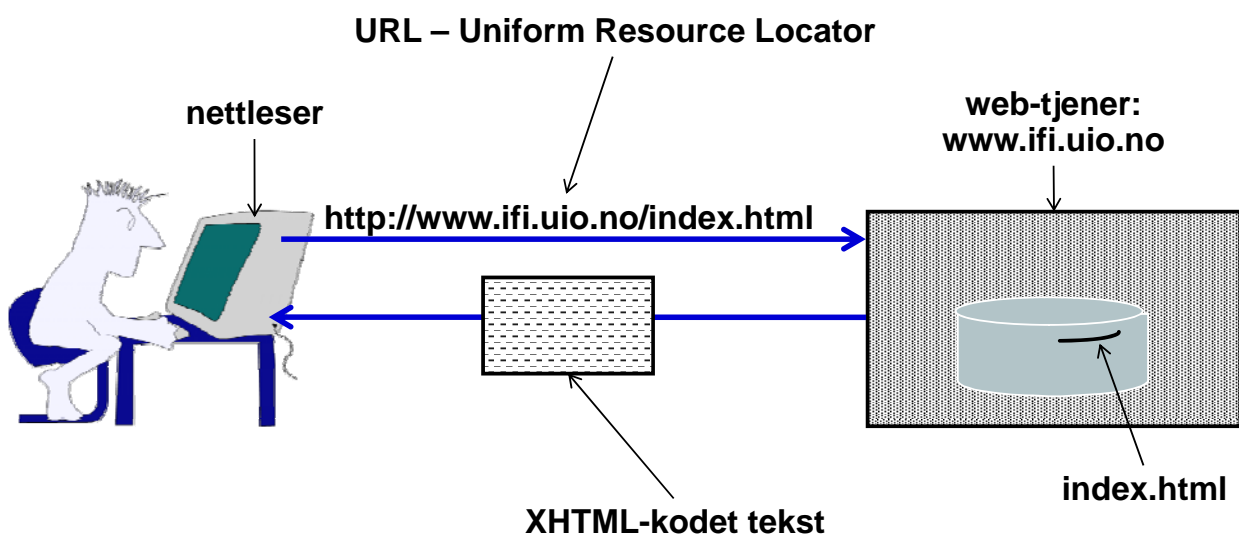 URL – Uniform Resource Locator
nettleser
web-tjener:
www.ifi.uio.no
http://www.ifi.uio.no/index.html
index.html
XHTML-kodet tekst